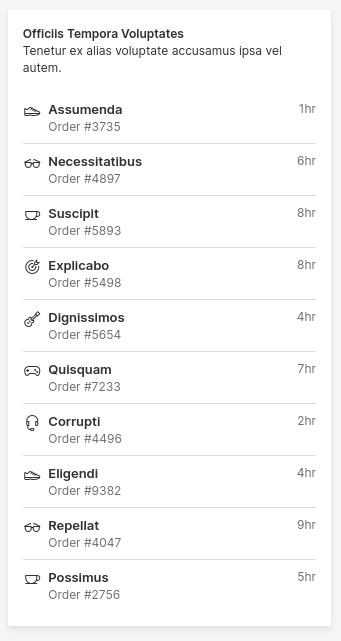 Officiis Tempora Voluptates
Tenetur ex alias voluptate accusamus ipsa vel
autem.
Assumenda 1hr
Order #3735
Necessitatibus 6hr
Order #4897
Suscipit 8hr
Order #5893
Explicabo 8hr
Order #5498
Dignissimos 4hr
Order #5654
Quisquam 7hr
Order #7233
Corrupti 2hr
Order #4496
Eligendi 4hr
Order #9382
Repellat 9hr
Order #4047
Possimus 5hr
Order #2756